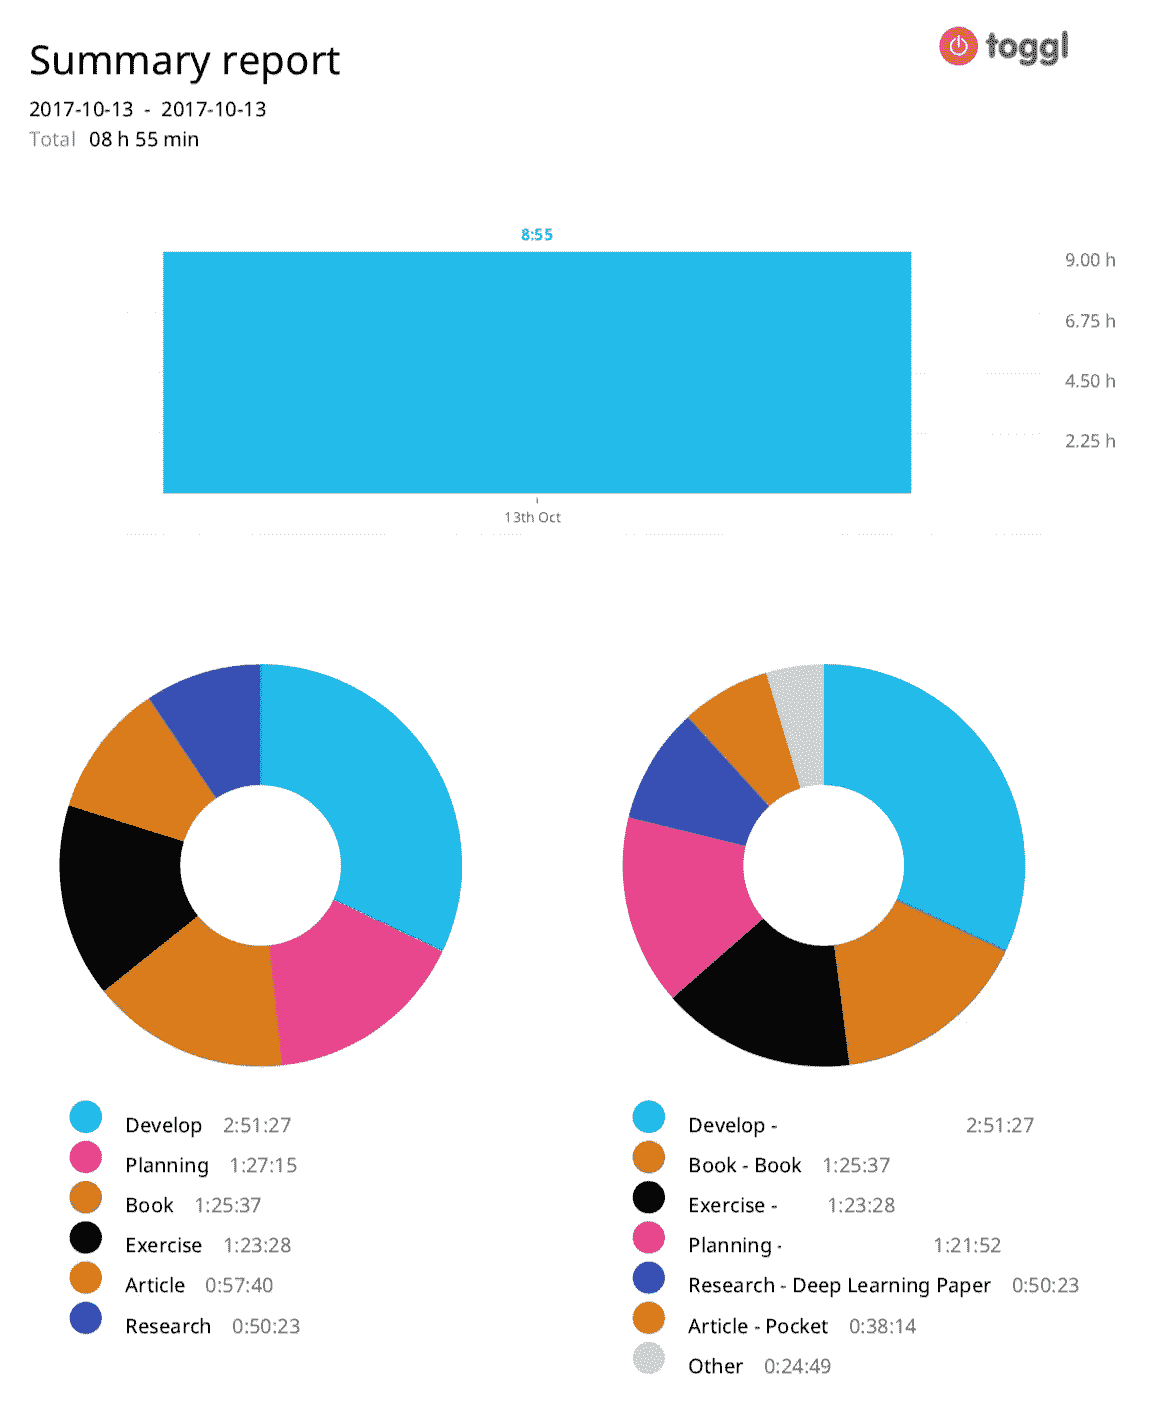 Summary report
toggl
2017-10-13 - 2017-10-13
Total 08 h 55 min
8:55
9.00 h
6.75 h
4.50 h
2.25 h
13th Oct
Develop 2:51:27
Planning 1:27:15
Book 1:25:37
Exercise 1:23:28
Article 0:57:40
Research 0:50:23
Develop - 2:51:27
Book - Book 1:25:37
Exercise - 1:23:28
Planning - 1:21:52
Research - Deep Learning Paper 0:50:23
Article - Pocket 0:38:14
Other 0:24:49